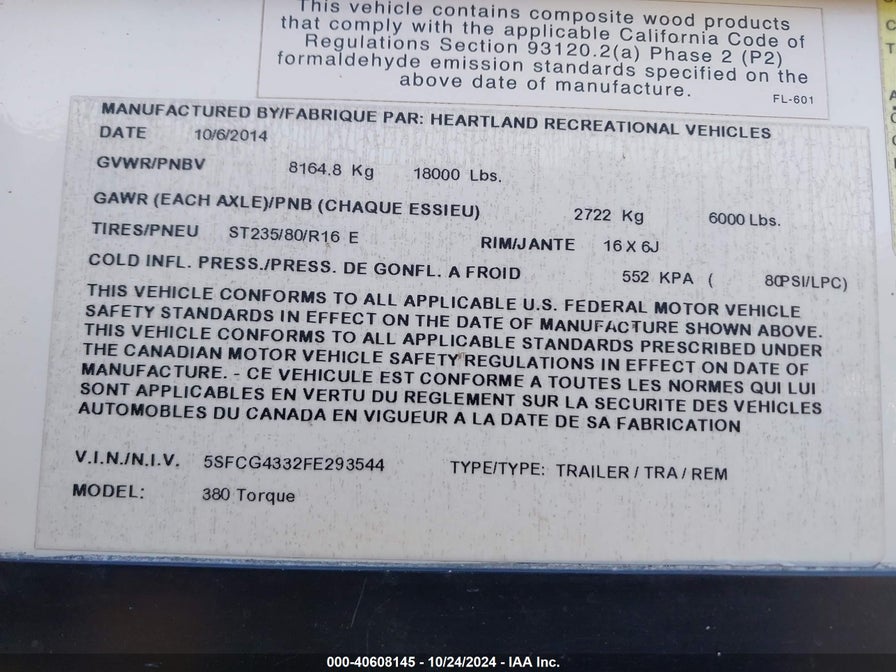 This vehicle contains composite wood products
that comply with the applicable California Code of
Regulations Section 93120.2(a) Phase 2 (P2)
formaldehyde emission standards specified on the
above date of manufacture.
FL-601
MANUFACTURED BY/FABRIQUE PAR: HEARTLAND RECREATIONAL VEHICLES
DATE 10/6/2014
GVWR/PNBV 8164.8 Kg 18000 Lbs.
GAWR (EACH AXLE)/PNB (CHAQUE ESSIEU) 2722 Kg 6000 Lbs.
TIRES/PNEU ST235/80/R16 E RIM/JANTE 16 X 6J
COLD INFL. PRESS./PRESS. DE GONFL. A FROID 552 KPA ( 80PSI/LPC)
THIS VEHICLE CONFORMS TO ALL APPLICABLE U.S. FEDERAL MOTOR VEHICLE
SAFETY STANDARDS IN EFFECT ON THE DATE OF MANUFACTURE SHOWN ABOVE.
THIS VEHICLE CONFORMS TO ALL APPLICABLE STANDARDS PRESCRIBED UNDER
THE CANADIAN MOTOR VEHICLE SAFETY REGULATIONS IN EFFECT ON DATE OF
MANUFACTURE. - CE VEHICULE EST CONFORME A TOUTES LES NORMES QUI LUI
SONT APPLICABLES EN VERTU DU REGLEMENT SUR LA SECURITE DES VEHICLES
AUTOMOBLES DU CANADA EN VIGUEUR A LA DATE DE SA FABRICATION
V.I.N./N.I.V. 5SFCG4332FE293544 TYPE/TYPE: TRAILER / TRA / REM
MODEL: 380 Torque
000-40608145 - 10/24/2024 - IAA Inc.